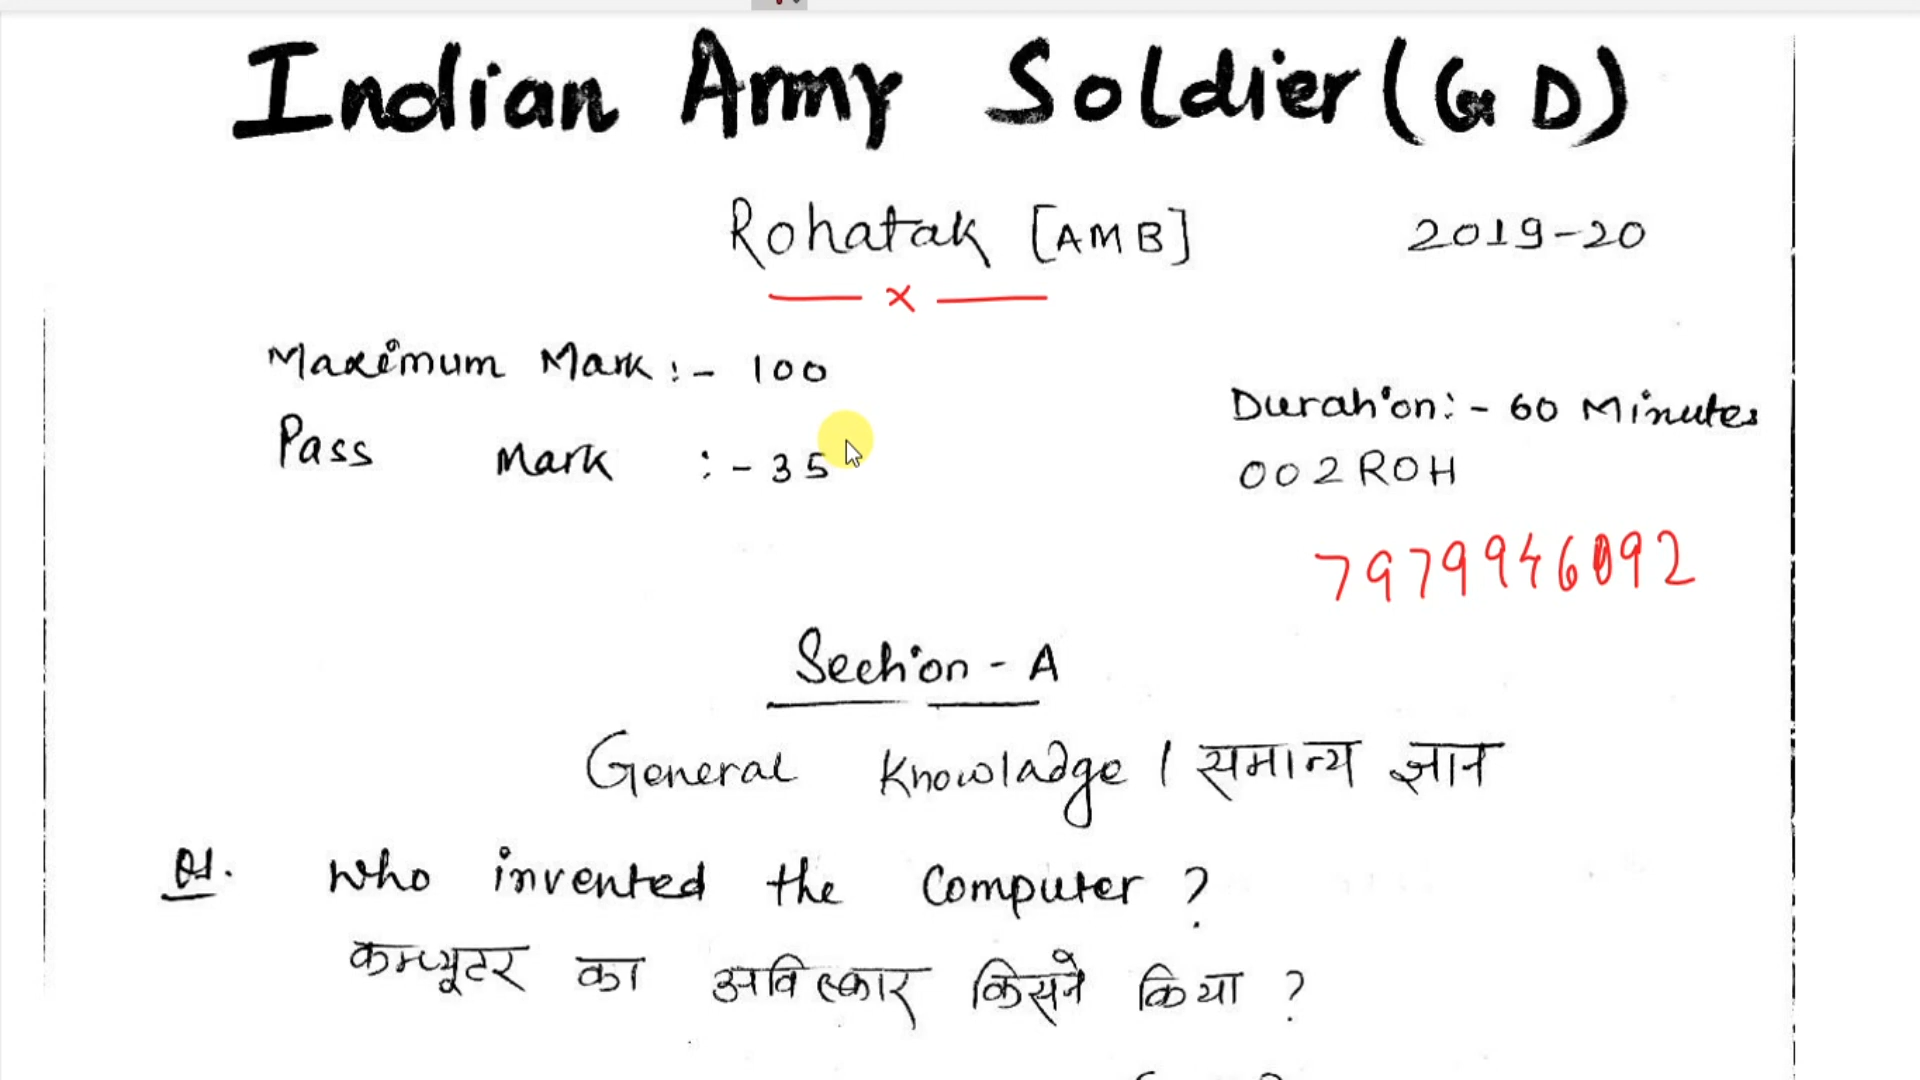 Indian Army Soldier (GD)
Rohatak [AMB] 2019-20
x
Maximum Mark :- 100
Duration :- 60 Minutes
Pass Mark :- 35
002ROH
7979946092
Section - A
General Knowladge / समान्य ज्ञान
Q1. Who invented the Computer ?
कम्प्यूटर का अविष्कार किसने किया ?